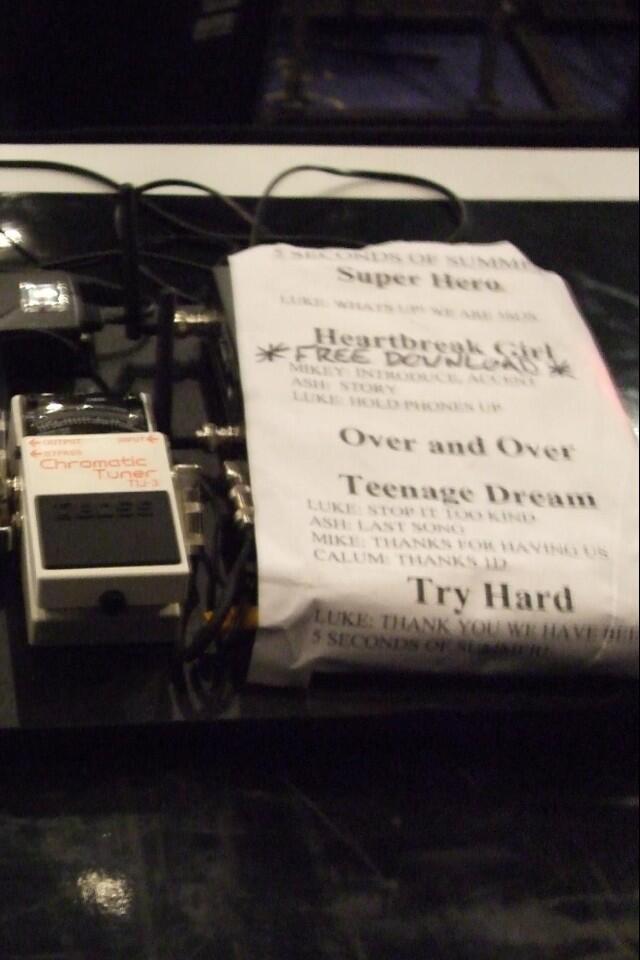 5 SECONDS OF SUMMER
Super Hero
LUKE: WHATS UP! WE ARE 5SOS
Heartbreak Girl
* FREE DOWNLOAD *
MIKEY: INTRODUCE, ACCENT
ASH: STORY
LUKE: HOLD PHONES UP
Over and Over
Teenage Dream
LUKE: STOP IT TOO KIND
ASH: LAST SONG
MIKE: THANKS FOR HAVING US
CALUM: THANKS 1D
Try Hard
LUKE: THANK YOU WE HAVE BEE
5 SECONDS OF SUMMER!
←OUTPUT INPUT←
←BYPASS
Chromatic
Tuner
TU-3